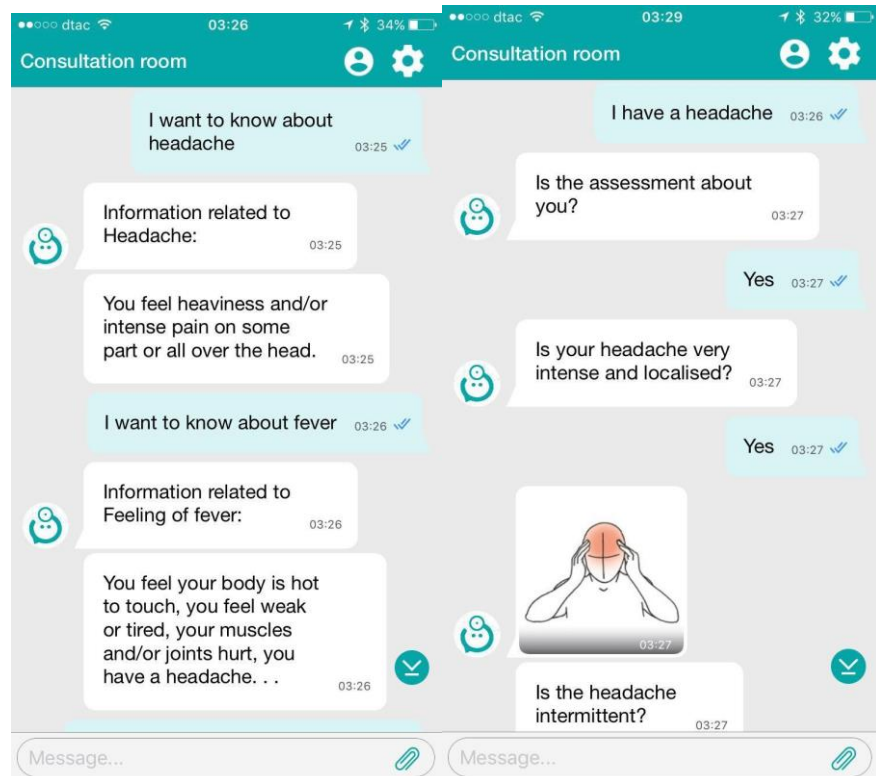 dtac 03:26 34%
Consultation room
I want to know about
headache 03:25
Information related to
Headache: 03:25
You feel heaviness and/or
intense pain on some
part or all over the head. 03:25
I want to know about fever 03:26
Information related to
Feeling of fever: 03:26
You feel your body is hot
to touch, you feel weak
or tired, your muscles
and/or joints hurt, you
have a headache. . . 03:26
Message...
dtac 03:29 32%
Consultation room
I have a headache 03:26
Is the assessment about
you? 03:27
Yes 03:27
Is your headache very
intense and localised? 03:27
Yes 03:27
03:27
Is the headache
intermittent? 03:27
Message...